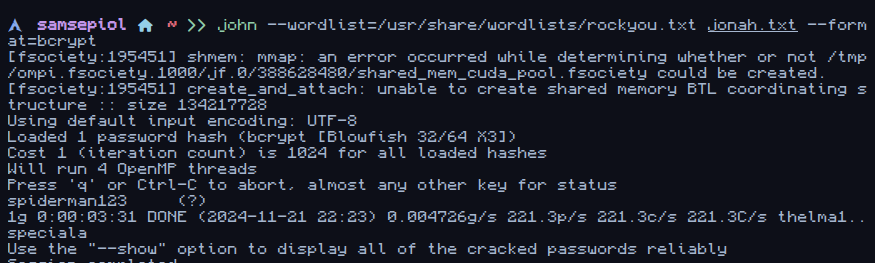 samsepiol ~ >> john --wordlist=/usr/share/wordlists/rockyou.txt jonah.txt --form
at=bcrypt
[fsociety:195451] shmem: mmap: an error occurred while determining whether or not /tmp
/ompi.fsociety.1000/jf.0/388628480/shared_mem_cuda_pool.fsociety could be created.
[fsociety:195451] create_and_attach: unable to create shared memory BTL coordinating s
tructure :: size 134217728
Using default input encoding: UTF-8
Loaded 1 password hash (bcrypt [Blowfish 32/64 X3])
Cost 1 (iteration count) is 1024 for all loaded hashes
Will run 4 OpenMP threads
Press 'q' or Ctrl-C to abort, almost any other key for status
spiderman123     (?)
1g 0:00:03:31 DONE (2024-11-21 22:23) 0.004726g/s 221.3p/s 221.3c/s 221.3C/s thelma1..
speciala
Use the "--show" option to display all of the cracked passwords reliably
Session completed